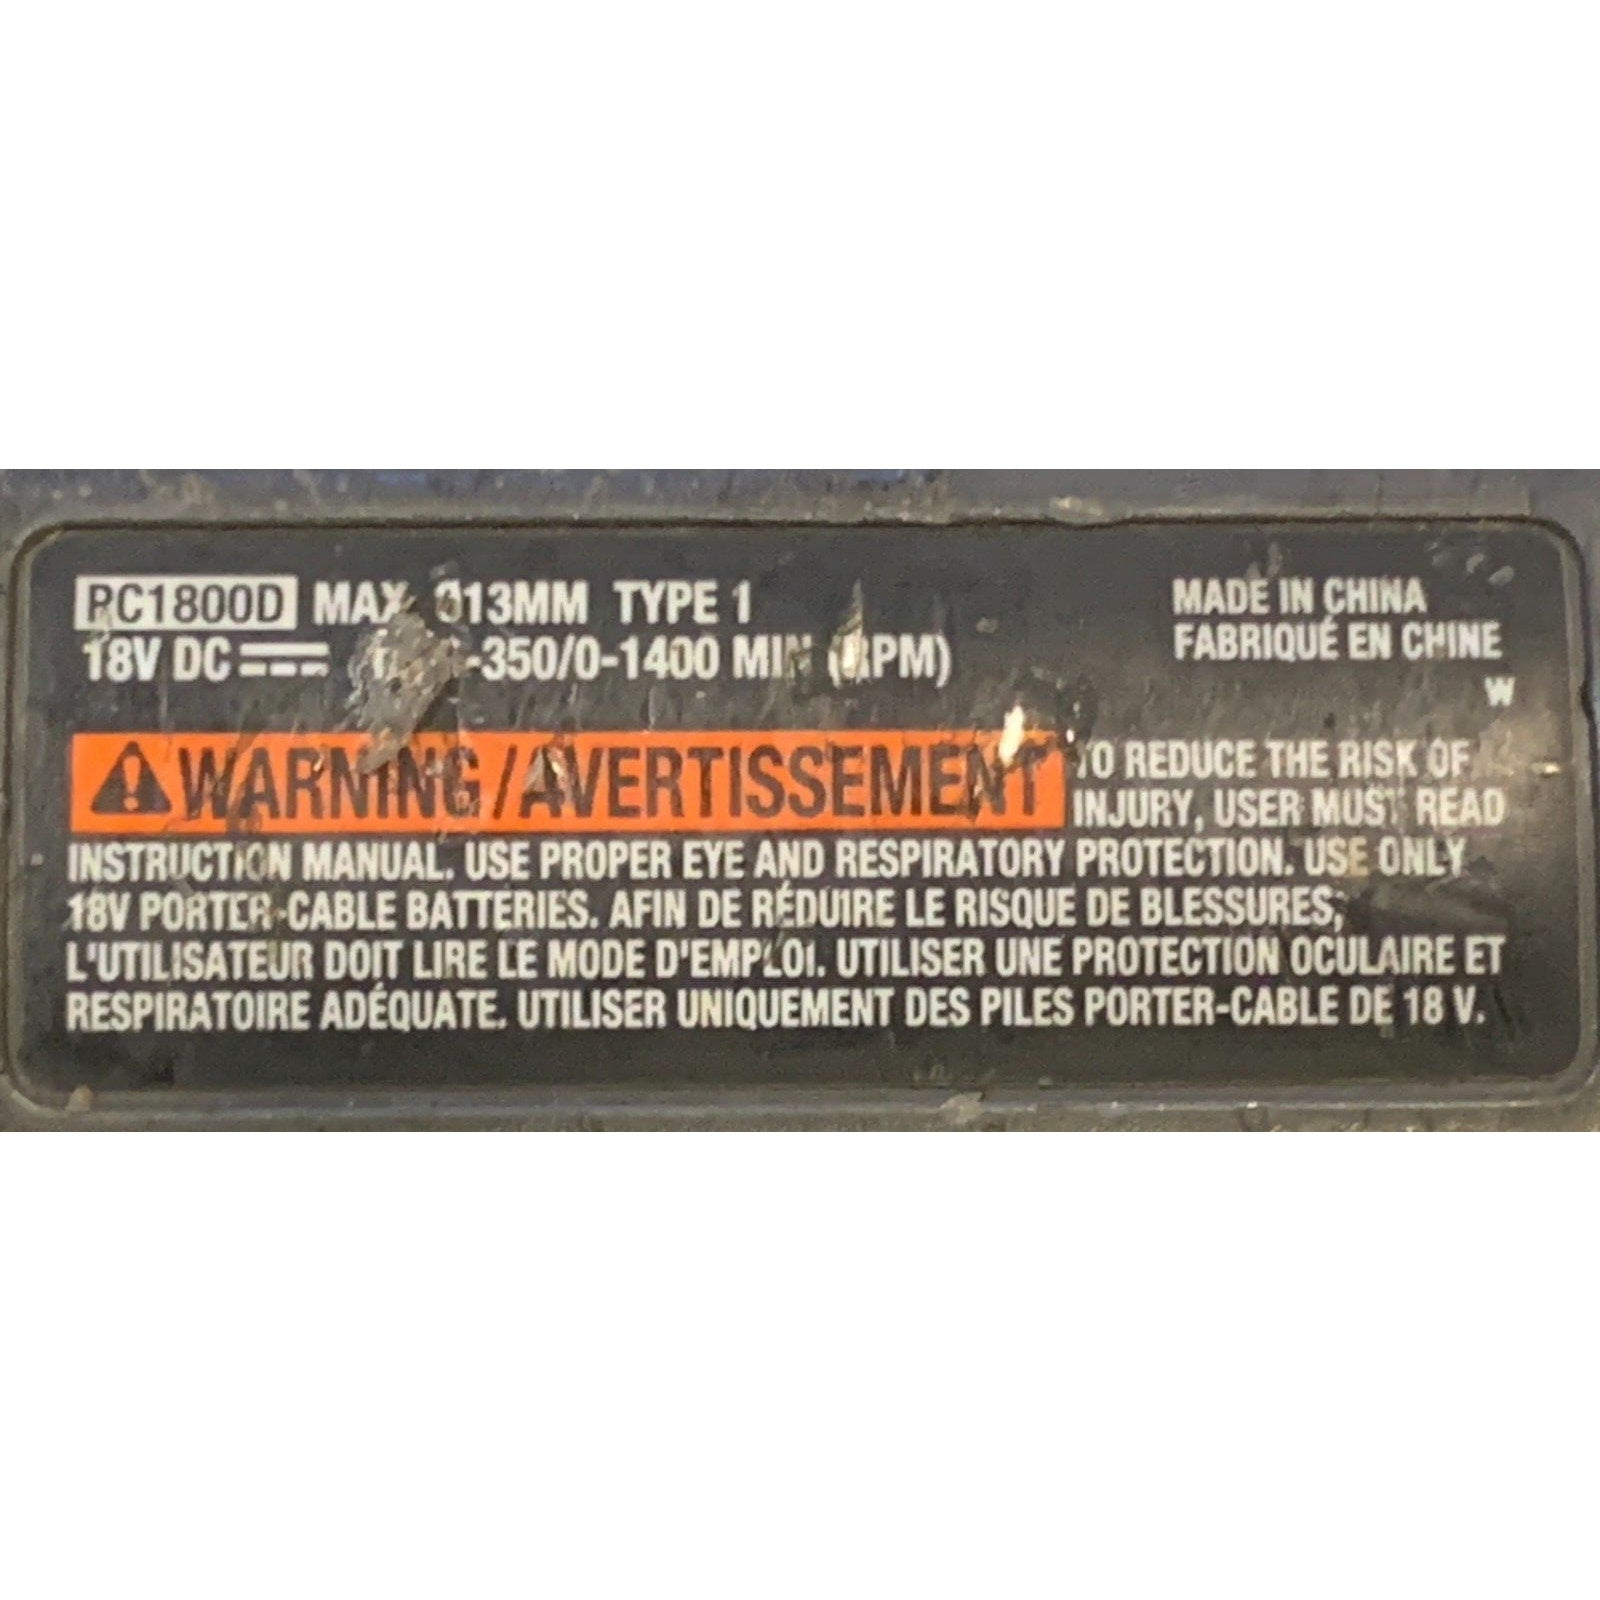 PC1800D MAX Ø13MM TYPE 1
18V DC -350/0-1400 MIN (RPM)
MADE IN CHINA
FABRIQUÉ EN CHINE
W
WARNING/AVERTISSEMENT TO REDUCE THE RISK OF
INJURY, USER MUST READ
INSTRUCTION MANUAL. USE PROPER EYE AND RESPIRATORY PROTECTION. USE ONLY
18V PORTER-CABLE BATTERIES. AFIN DE RÉDUIRE LE RISQUE DE BLESSURES,
L'UTILISATEUR DOIT LIRE LE MODE D'EMPLOI. UTILISER UNE PROTECTION OCULAIRE ET
RESPIRATOIRE ADÉQUATE. UTILISER UNIQUEMENT DES PILES PORTER-CABLE DE 18 V.